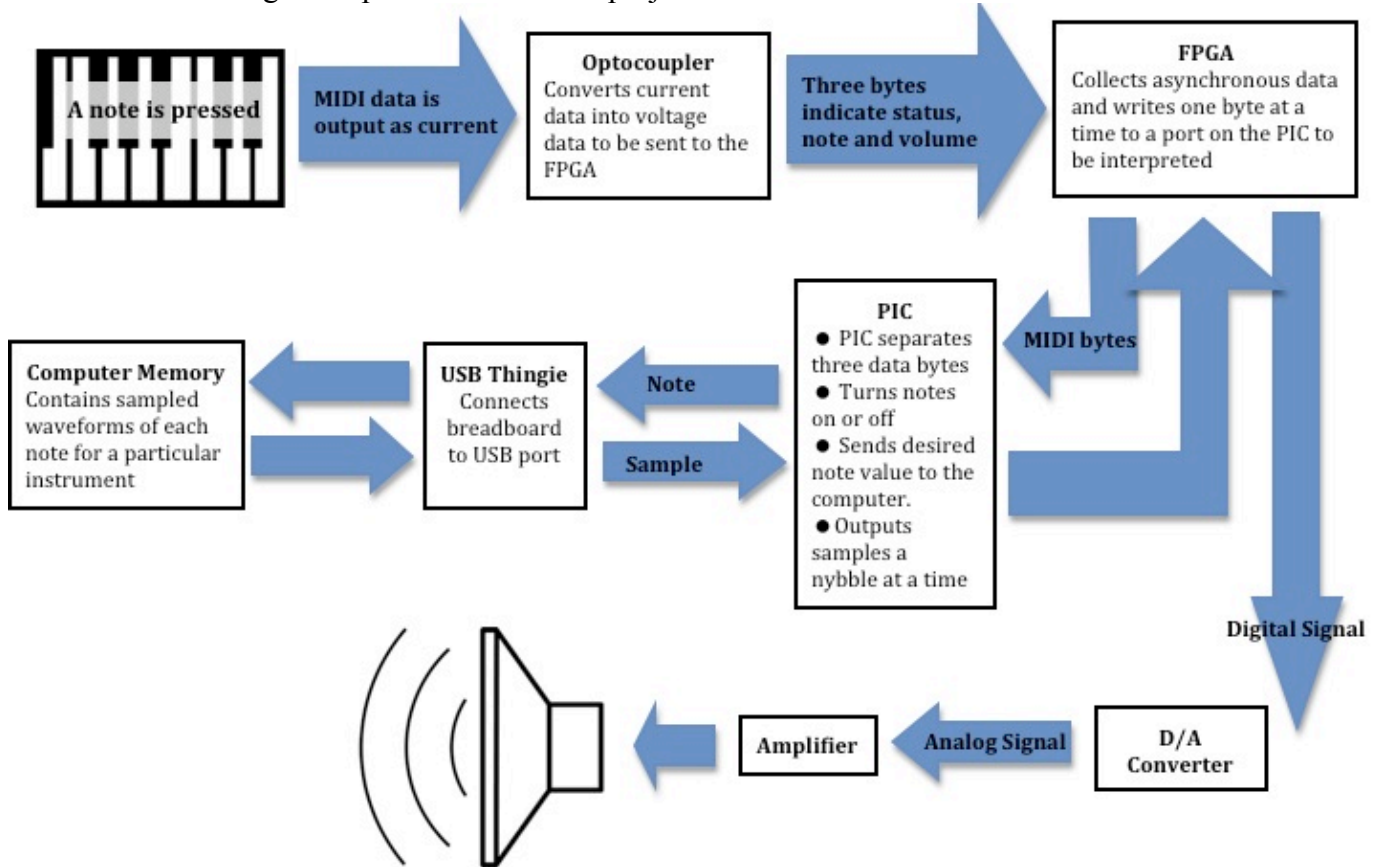 A note is pressed
MIDI data is
output as current
Optocoupler
Converts current
data into voltage
data to be sent to the
FPGA
Three bytes
indicate status,
note and volume
FPGA
Collects asynchronous data
and writes one byte at a
time to a port on the PIC to
be interpreted
MIDI bytes
PIC
● PIC separates
three data bytes
● Turns notes
on or off
● Sends desired
note value to the
computer.
● Outputs
samples a
nybble at a time
Note
Sample
USB Thingie
Connects
breadboard
to USB port
Computer Memory
Contains sampled
waveforms of each
note for a particular
instrument
Digital Signal
D/A
Converter
Analog Signal
Amplifier